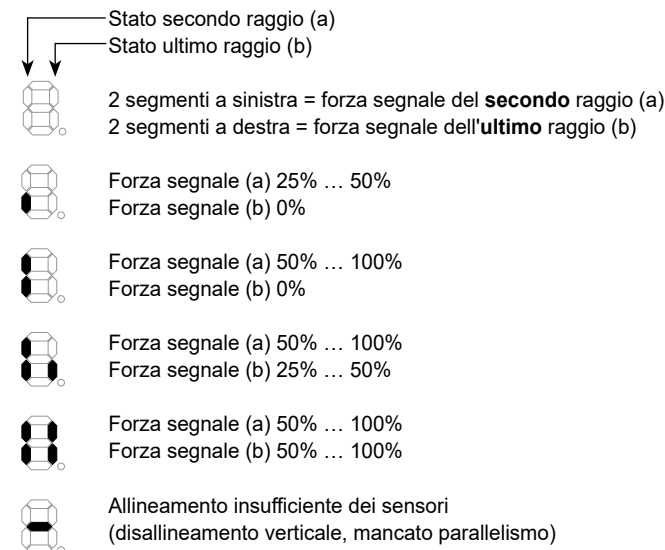 Stato secondo raggio (a)
Stato ultimo raggio (b)
2 segmenti a sinistra = forza segnale del secondo raggio (a)
2 segmenti a destra = forza segnale dell'ultimo raggio (b)
Forza segnale (a) 25% … 50%
Forza segnale (b) 0%
Forza segnale (a) 50% … 100%
Forza segnale (b) 0%
Forza segnale (a) 50% … 100%
Forza segnale (b) 25% … 50%
Forza segnale (a) 50% … 100%
Forza segnale (b) 50% … 100%
Allineamento insufficiente dei sensori
(disallineamento verticale, mancato parallelismo)